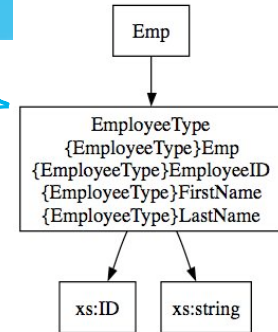 Emp
EmployeeType
{EmployeeType}Emp
{EmployeeType}EmployeeID
{EmployeeType}FirstName
{EmployeeType}LastName
xs:ID
xs:string